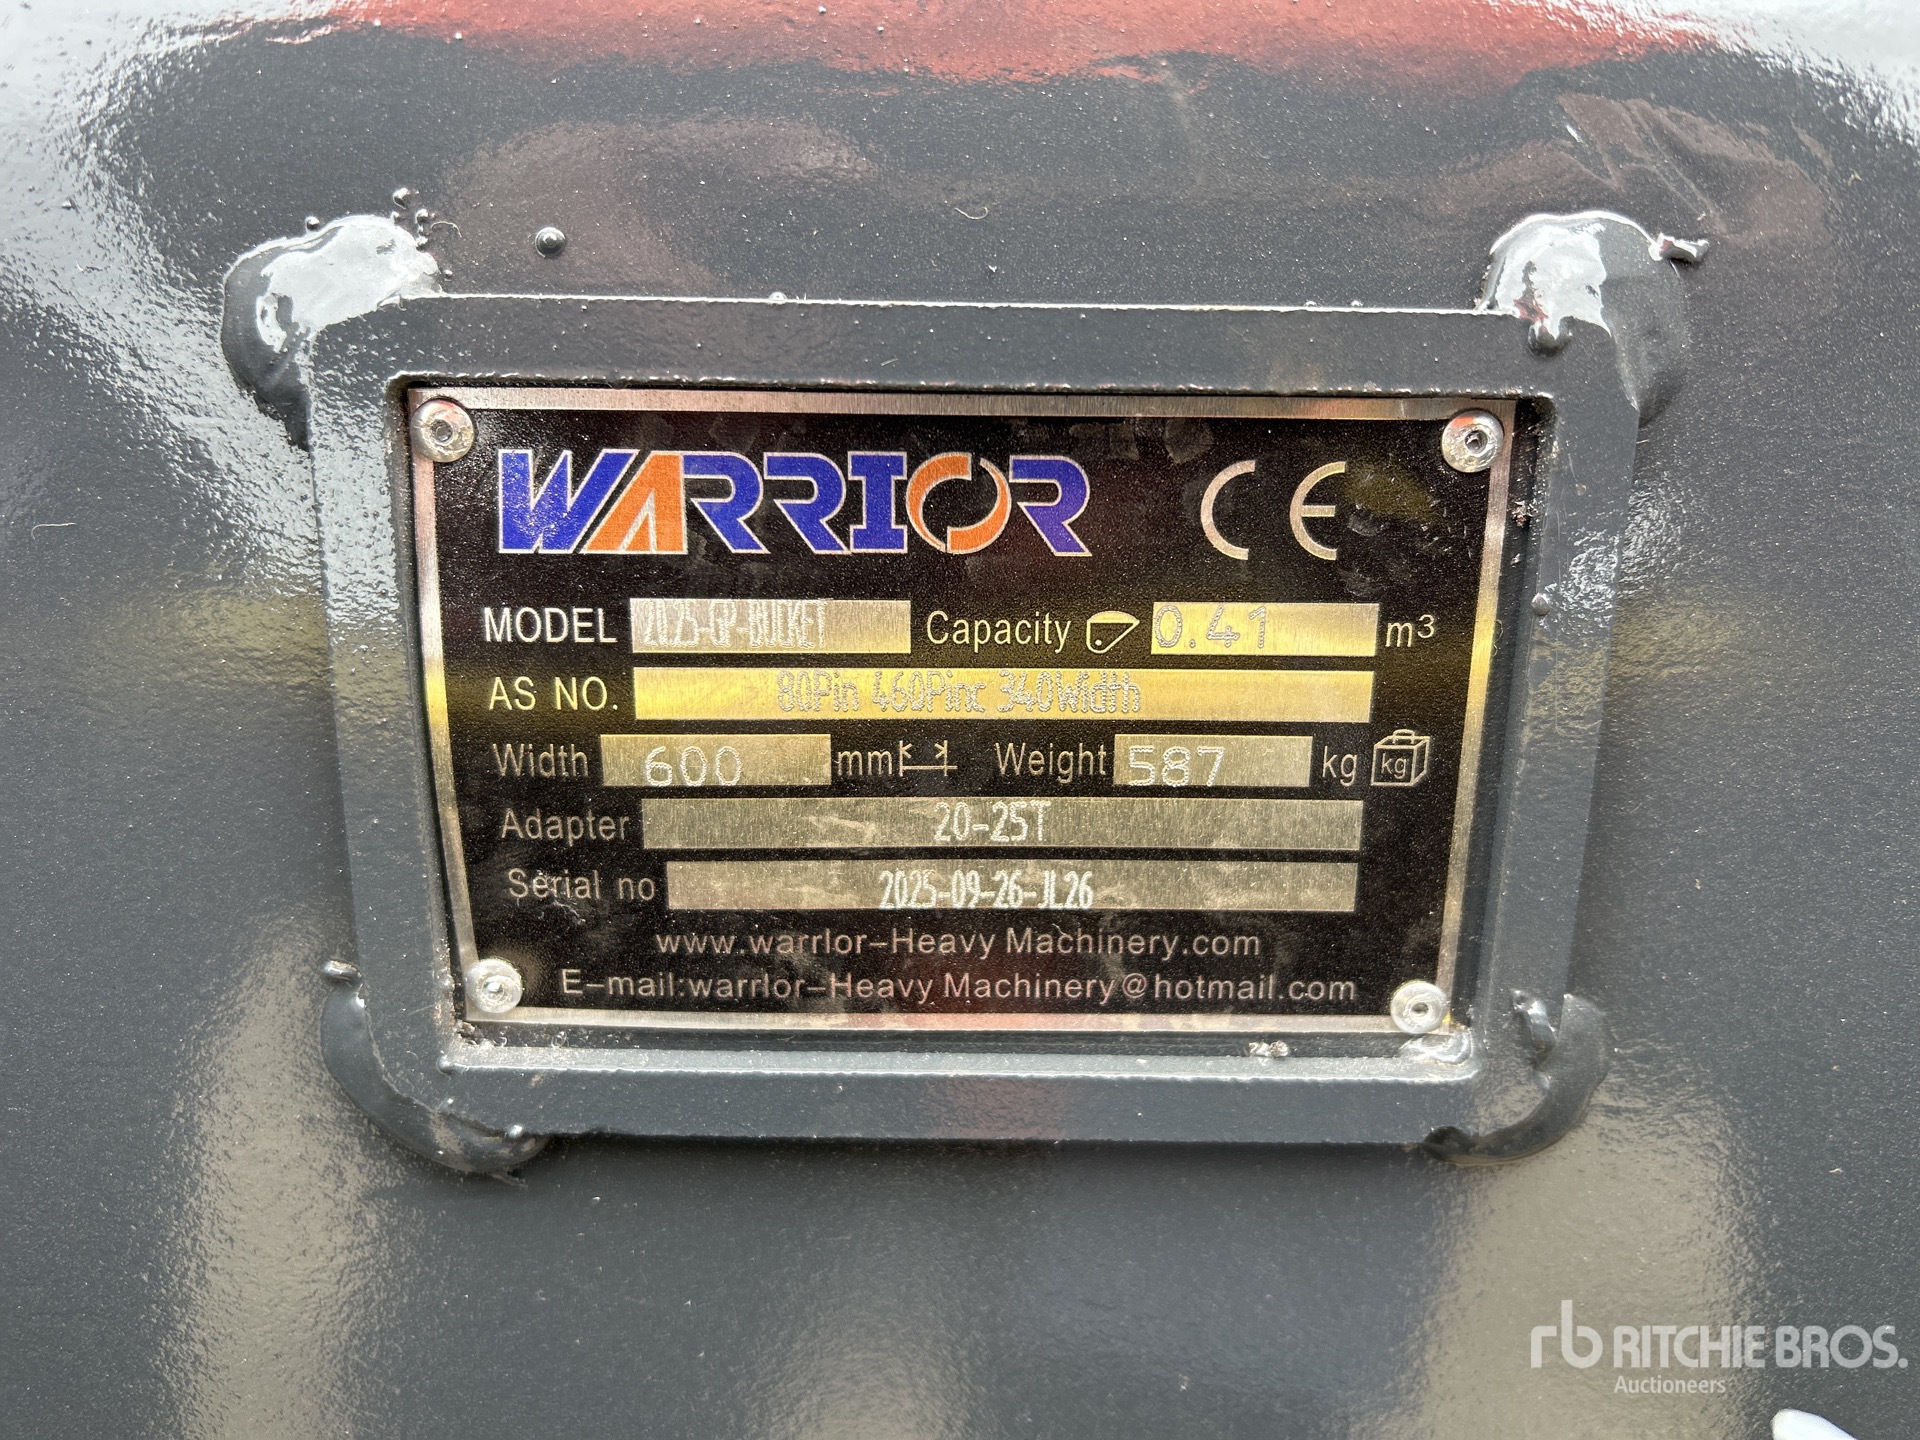 WARRIOR CE
MODEL 2025-GP-BUCKET Capacity 0.41 m³
AS NO. 80Pin 460Pinc 340Width
Width 600 mm Weight 587 kg kg
Adapter 20-25T
Serial no 2025-09-26-JL26
www.warrlor-Heavy Machinery.com
E-mail:warrlor-Heavy Machinery@hotmail.com
rb RITCHIE BROS.
Auctioneers